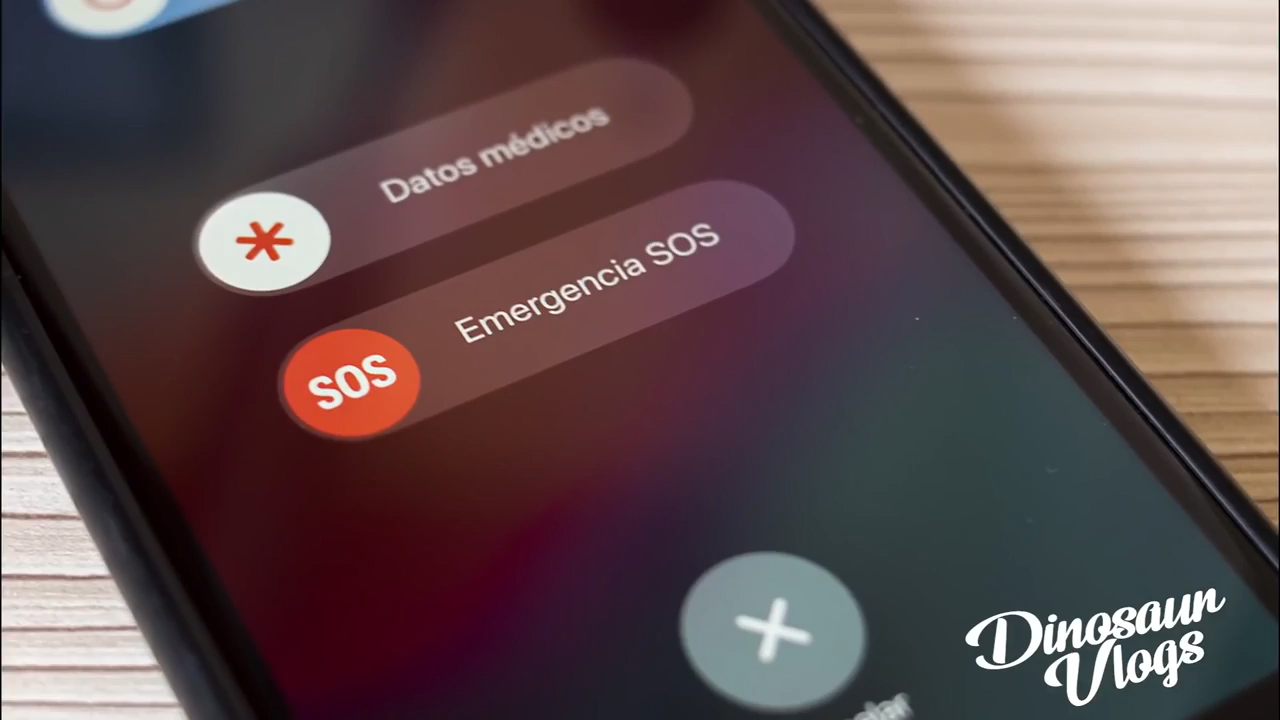 Datos médicos
Emergencia SOS
SOS
Dinosaur
Vlogs